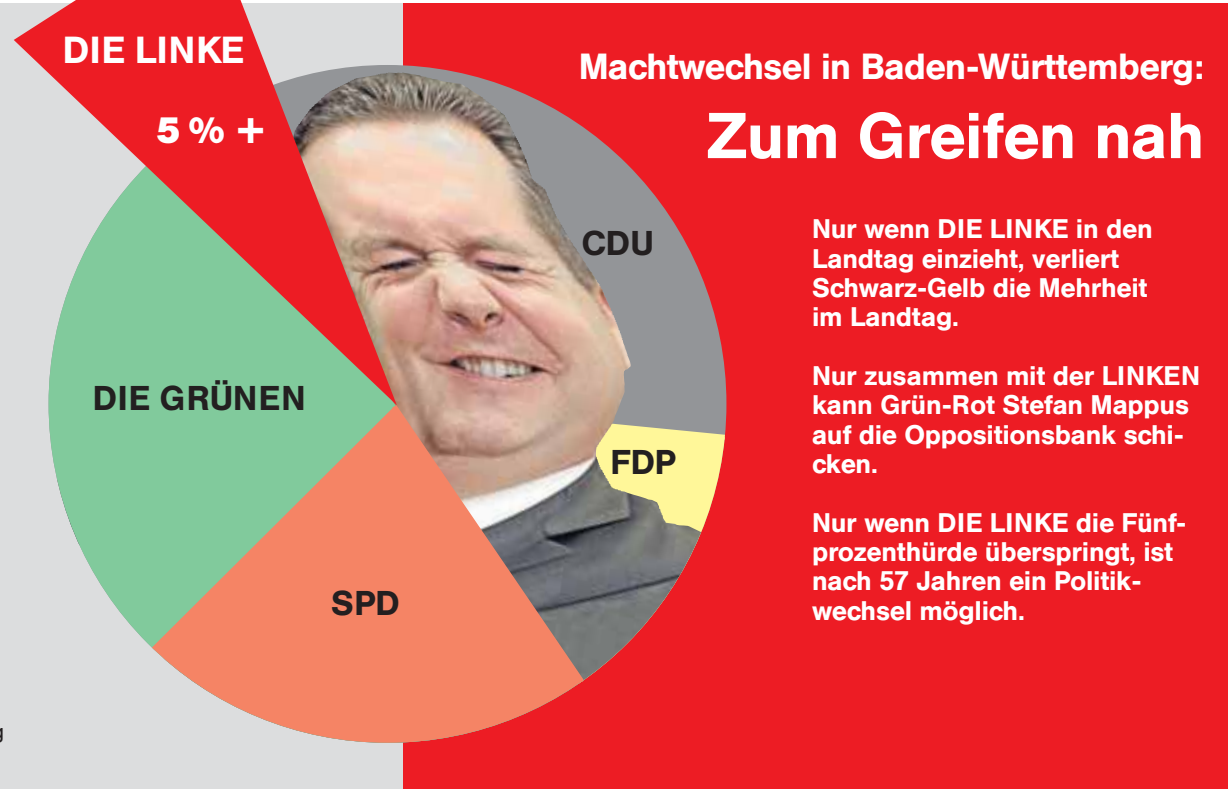 DIE LINKE
5 % +
CDU
DIE GRÜNEN
FDP
SPD
Machtwechsel in Baden-Württemberg:
Zum Greifen nah
Nur wenn DIE LINKE in den
Landtag einzieht, verliert
Schwarz-Gelb die Mehrheit
im Landtag.
Nur zusammen mit der LINKEN
kann Grün-Rot Stefan Mappus
auf die Oppositionsbank schi-
cken.
Nur wenn DIE LINKE die Fünf-
prozenthürde überspringt, ist
nach 57 Jahren ein Politik-
wechsel möglich.
g